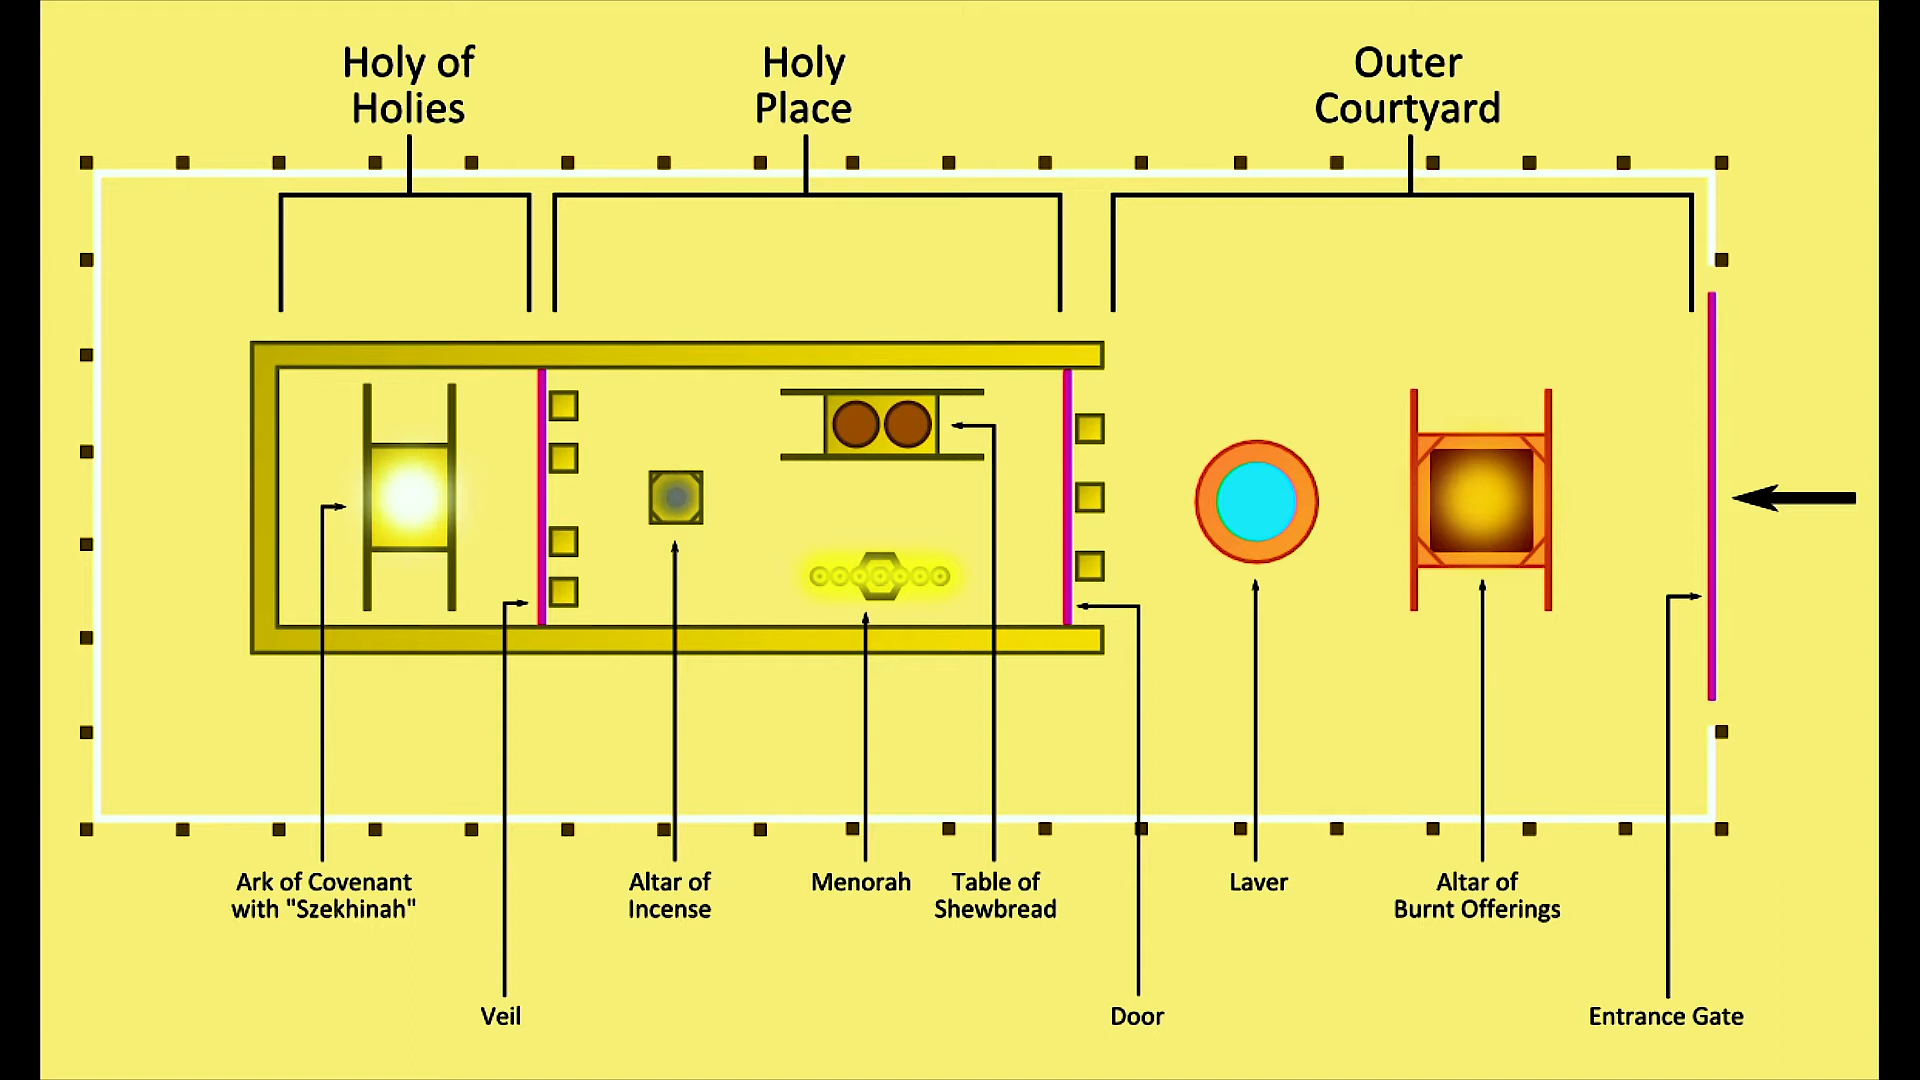 Holy of
Holies
Holy
Place
Outer
Courtyard
Ark of Covenant
with "Szekhinah"
Altar of
Incense
Menorah
Table of
Shewbread
Laver
Altar of
Burnt Offerings
Veil
Door
Entrance Gate